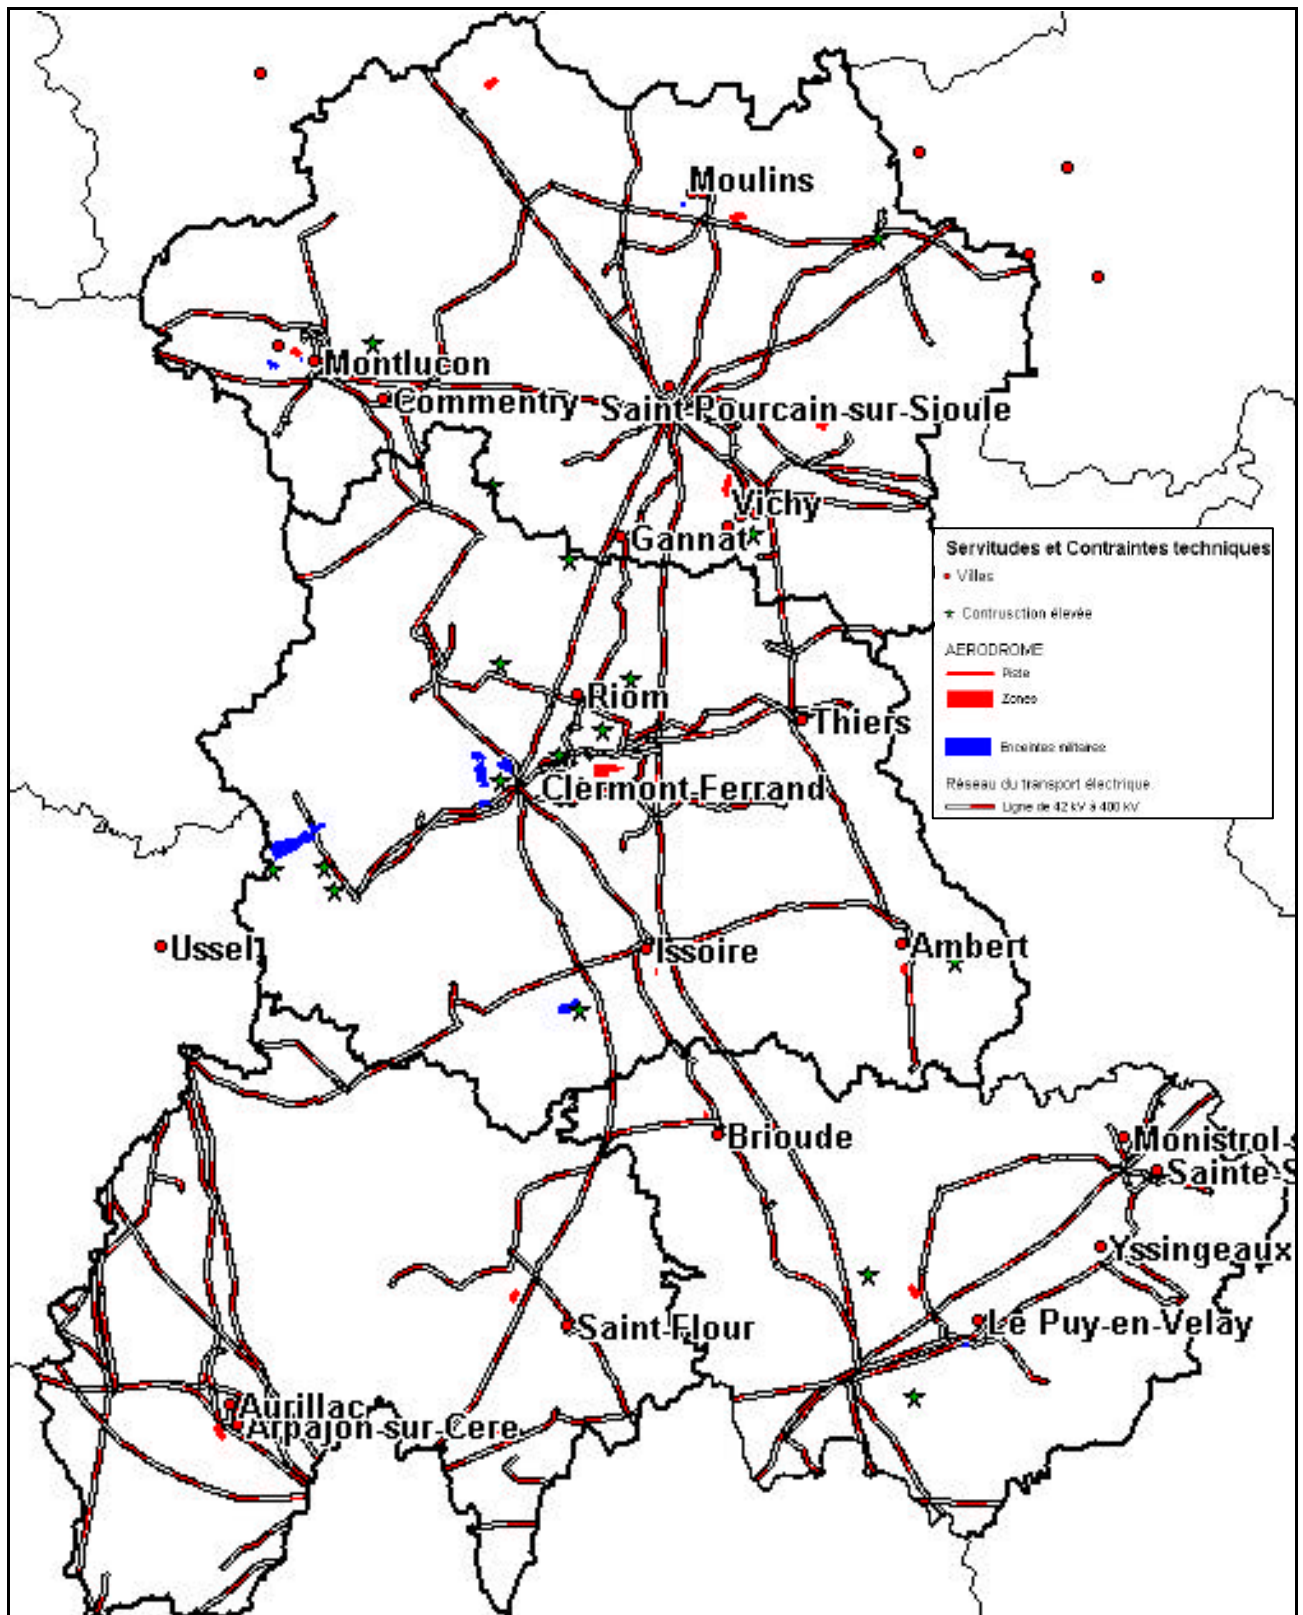 Moulins
Montlucon
Commentry
Saint-Pourcain-sur-Sioule
Vichy
Gannat
Servitudes et Contraintes techniques
Villes
Contrusction élevée
AERODROME
Piste
Zones
Enceintes militaires
Réseau du transport électrique
Ligne de 42 kV à 400 kV
Riom
Thiers
Clermont-Ferrand
Ussel
Issoire
Ambert
Brioude
Monistrol-s
Sainte-S
Yssingeaux
Saint-Flour
Le Puy-en-Velay
Aurillac
Arpajon-sur-Cere